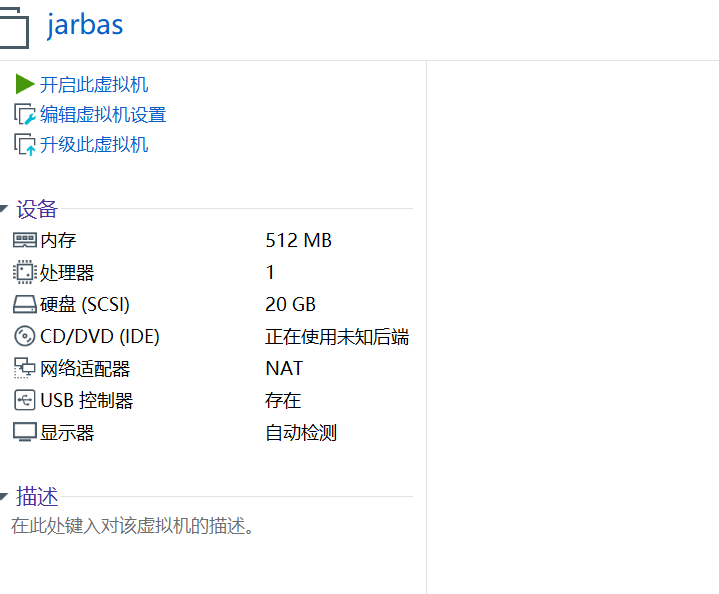 jarbas
开启此虚拟机
编辑虚拟机设置
升级此虚拟机
设备
内存 512 MB
处理器 1
硬盘 (SCSI) 20 GB
CD/DVD (IDE) 正在使用未知后端
网络适配器 NAT
USB 控制器 存在
显示器 自动检测
描述
在此处键入对该虚拟机的描述。